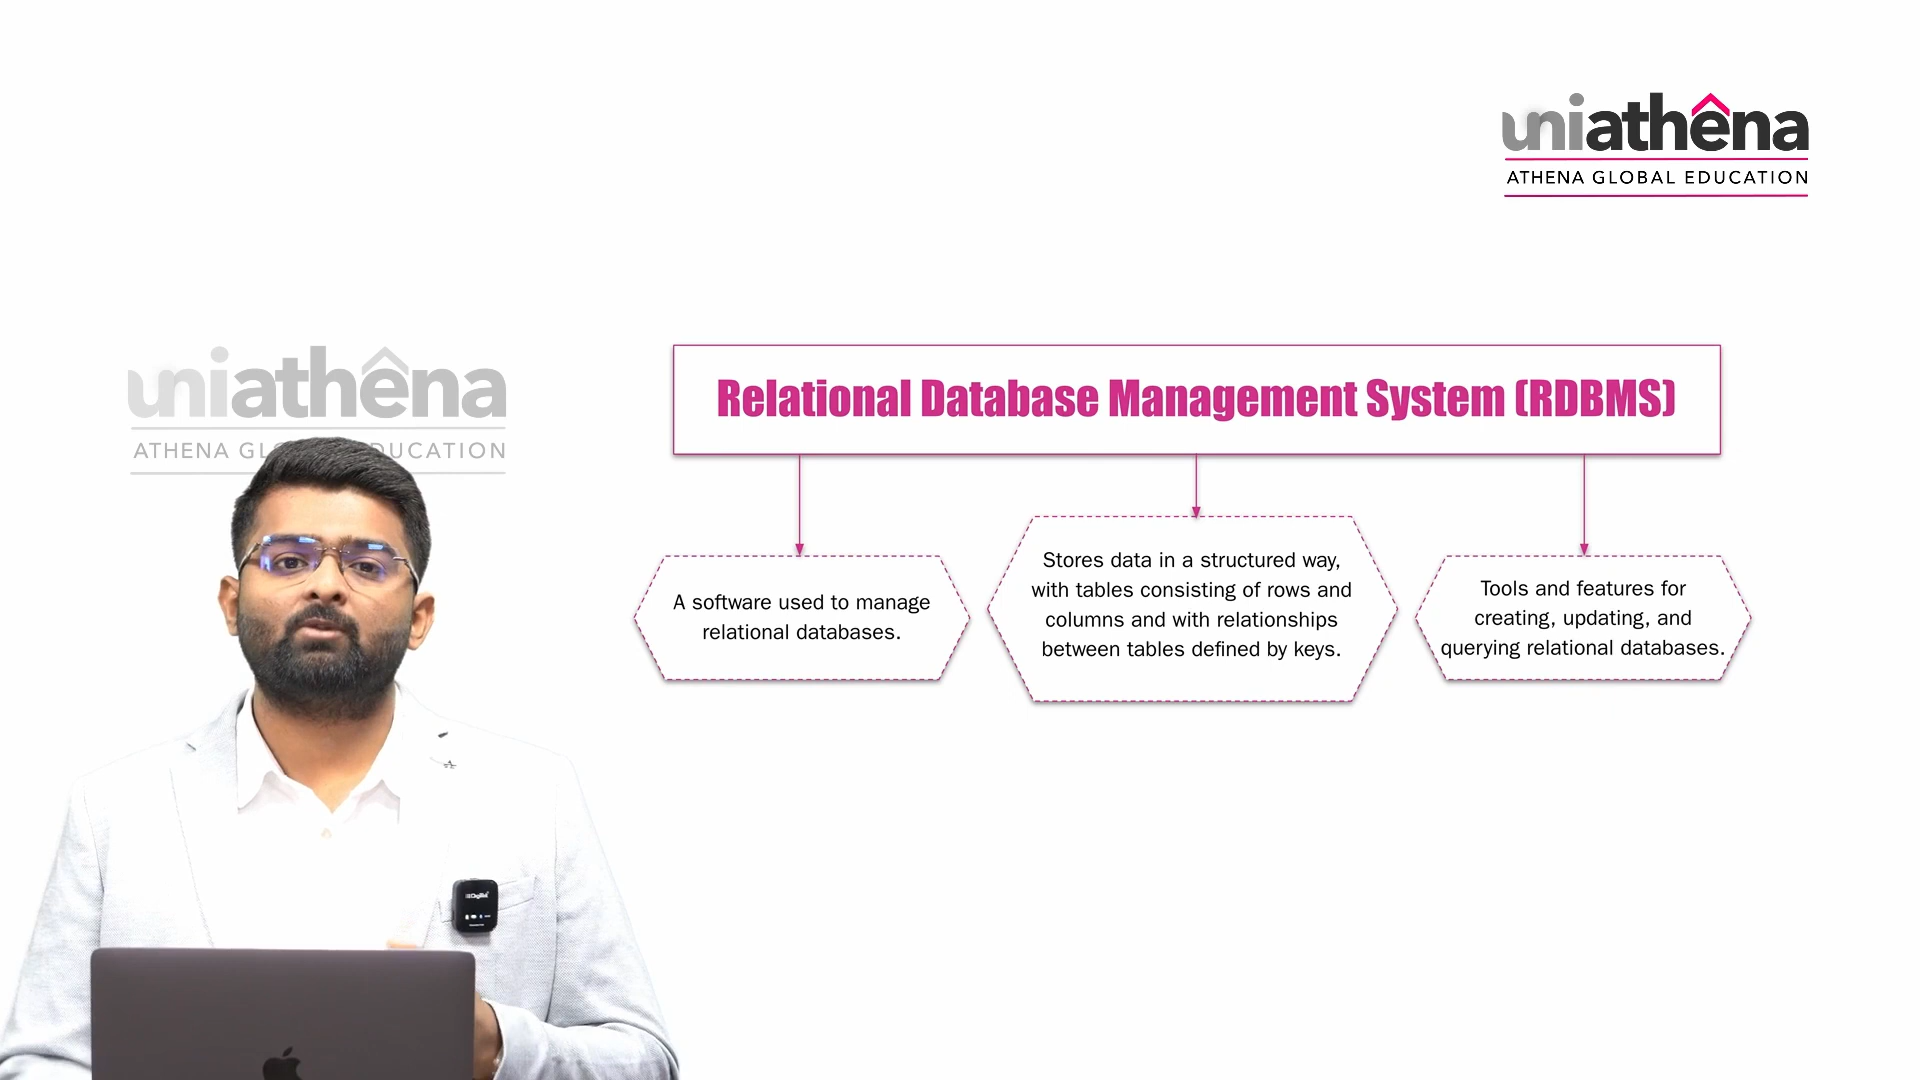 uniathena
ATHENA GLOBAL EDUCATION
uniathena
ATHENA GL DUCATION
Relational Database Management System (RDBMS)
A software used to manage
relational databases.
Stores data in a structured way,
with tables consisting of rows and
columns and with relationships
between tables defined by keys.
Tools and features for
creating, updating, and
querying relational databases.